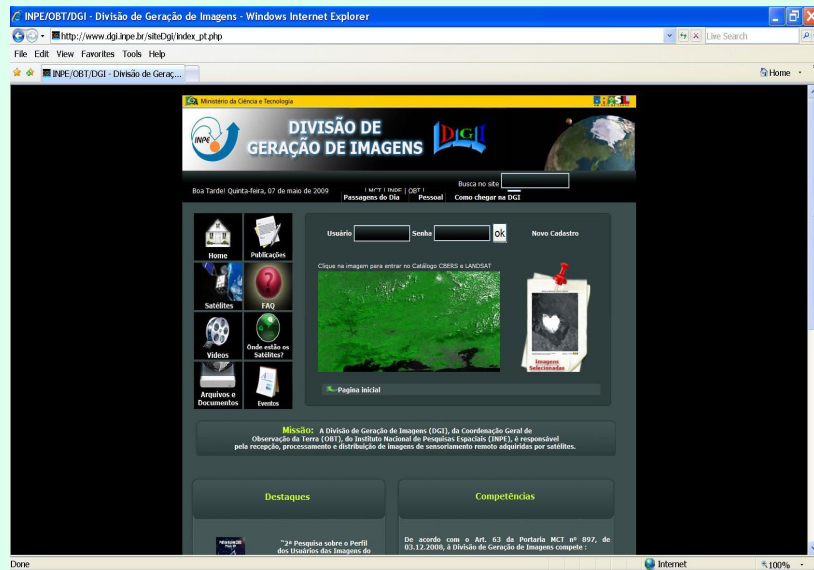 INPE/OBT/DGI - Divisão de Geração de Imagens - Windows Internet Explorer
http://www.dgi.inpe.br/siteDgi/index_pt.php
Live Search
File Edit View Favorites Tools Help
INPE/OBT/DGI - Divisão de Geraç...
Home
Ministério da Ciência e Tecnologia
INPE
DIVISÃO DE
GERAÇÃO DE IMAGENS
DGI
Busca no site
Boa Tarde! Quinta-feira, 07 de maio de 2009
| MCT | INPE | OBT |
Passagens do Dia | Pessoal | Como chegar na DGI
Usuário
Senha
ok
Novo Cadastro
Home
Publicações
Clique na imagem para entrar no Catálogo CBERS e LANDSAT
Satélites
FAQ
Videos
Onde estão os
Satélites?
Imagens
Selecionadas
Arquivos e
Documentos
Eventos
Pagina inicial
Missão: A Divisão de Geração de Imagens (DGI), da Coordenação Geral de
Observação da Terra (OBT), do Instituto Nacional de Pesquisas Espaciais (INPE), é responsável
pela recepção, processamento e distribuição de imagens de sensoriamento remoto adquiridas por satélites.
Destaques
Competências
~2ª Pesquisa sobre o Perfil
dos Usuários das Imagens do
De acordo com o Art. 63 da Portaria MCT nº 897, de
03.12.2008, à Divisão de Geração de Imagens compete :
Done
Internet
100%